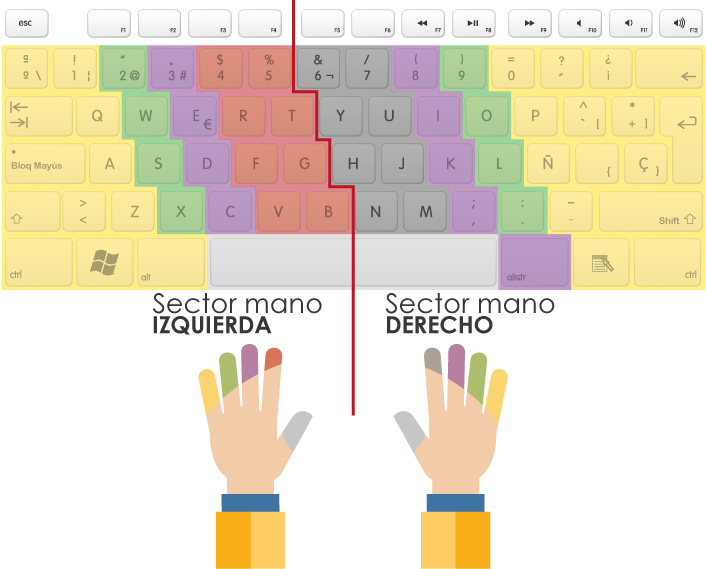 esc F1 F2 F3 F4 F5 F6 F7 F8 F9 F10 F11 F12
ª ! " · $ % & / ( ) = ? ¿
º \ 1 ¦ 2 @ 3 # 4 5 6 ¬ 7 8 9 0 ´ ¡
Q W E € R T Y U I O P ^ ` [ * + ]
• Bloq Mayús A S D F G H J K L Ñ { Ç }
> < Z X C V B N M ; , : . – - Shift
ctrl alt altstr ctrl
Sector mano
IZQUIERDA
Sector mano
DERECHO